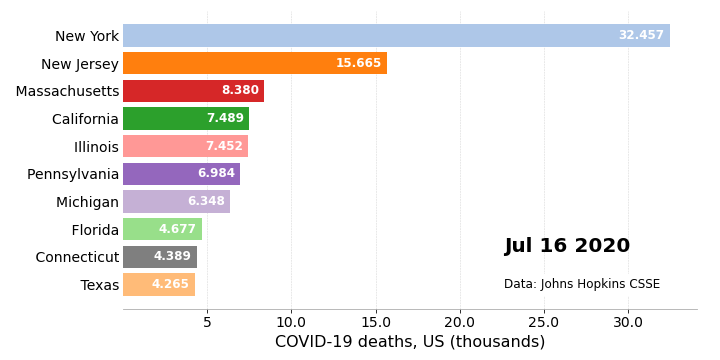 New York 32.457
New Jersey 15.665
Massachusetts 8.380
California 7.489
Illinois 7.452
Pennsylvania 6.984
Michigan 6.348
Florida 4.677
Connecticut 4.389
Texas 4.265
Jul 16 2020
Data: Johns Hopkins CSSE
5 10.0 15.0 20.0 25.0 30.0
COVID-19 deaths, US (thousands)